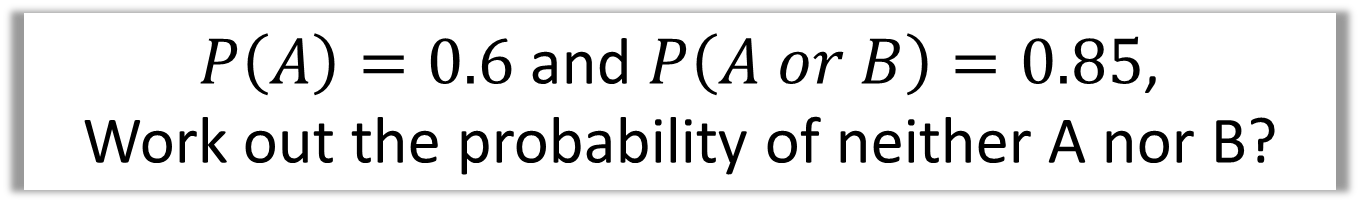 P(A) = 0.6 and P(A or B) = 0.85,
Work out the probability of neither A nor B?